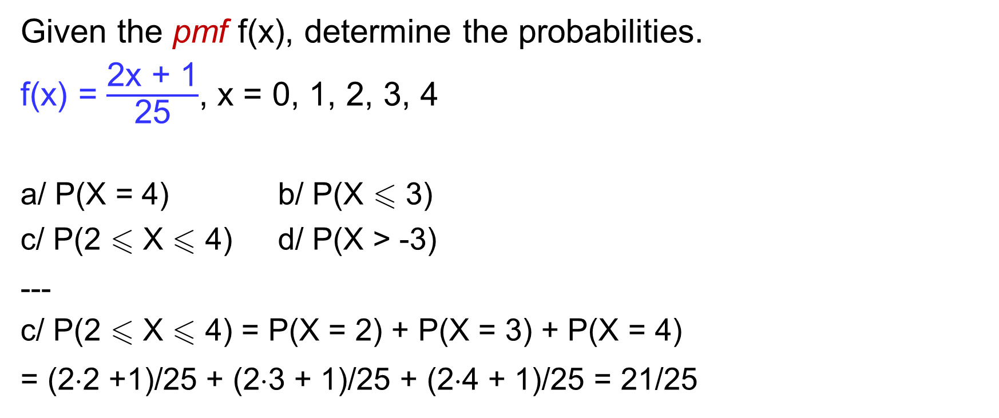 Given the pmf f(x), determine the probabilities.
f(x) = (2x + 1)/25, x = 0, 1, 2, 3, 4
a/ P(X = 4) b/ P(X ⩽ 3)
c/ P(2 ⩽ X ⩽ 4) d/ P(X > -3)
---
c/ P(2 ⩽ X ⩽ 4) = P(X = 2) + P(X = 3) + P(X = 4)
= (2·2 +1)/25 + (2·3 + 1)/25 + (2·4 + 1)/25 = 21/25